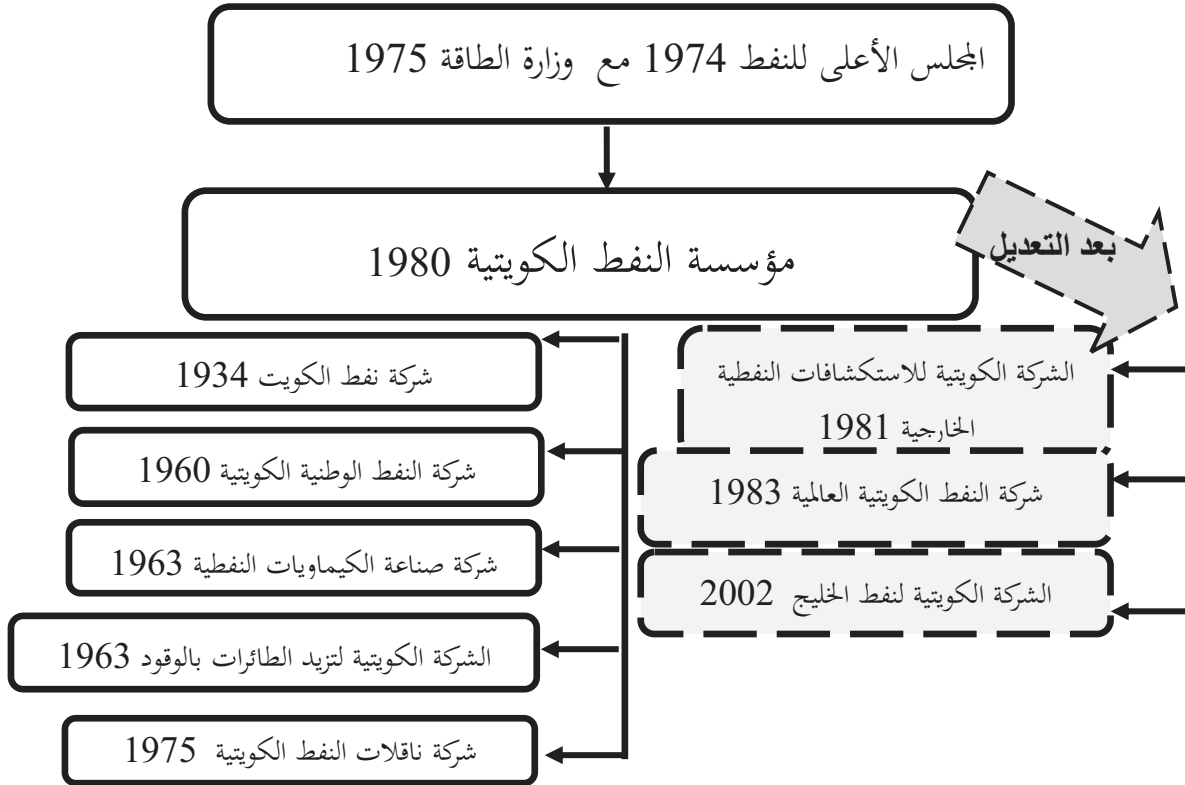 المجلس الأعلى للنفط 1974 مع وزارة الطاقة 1975
مؤسسة النفط الكويتية 1980
بعد التعديل
الشركة الكويتية للاستكشافات النفطية
الخارجية 1981
شركة النفط الكويتية العالمية 1983
الشركة الكويتية لنفط الخليج 2002
شركة نفط الكويت 1934
شركة النفط الوطنية الكويتية 1960
شركة صناعة الكيماويات النفطية 1963
الشركة الكويتية لتزيد الطائرات بالوقود 1963
شركة ناقلات النفط الكويتية 1975